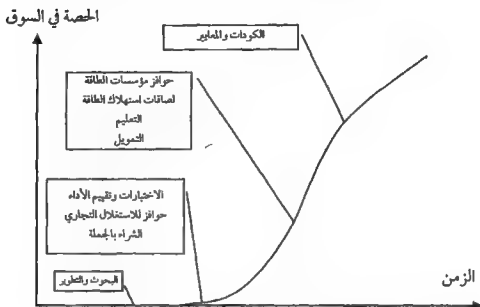 الحصة في السوق
الكودات والمعايير
حوافز مؤسسات الطاقة
لصاقات استهلاك الطاقة
التعليم
التمويل
الاختبارات وتقييم الأداء
حوافز للاستغلال التجاري
الشراء بالجملة
البحوث والتطوير
الزمن